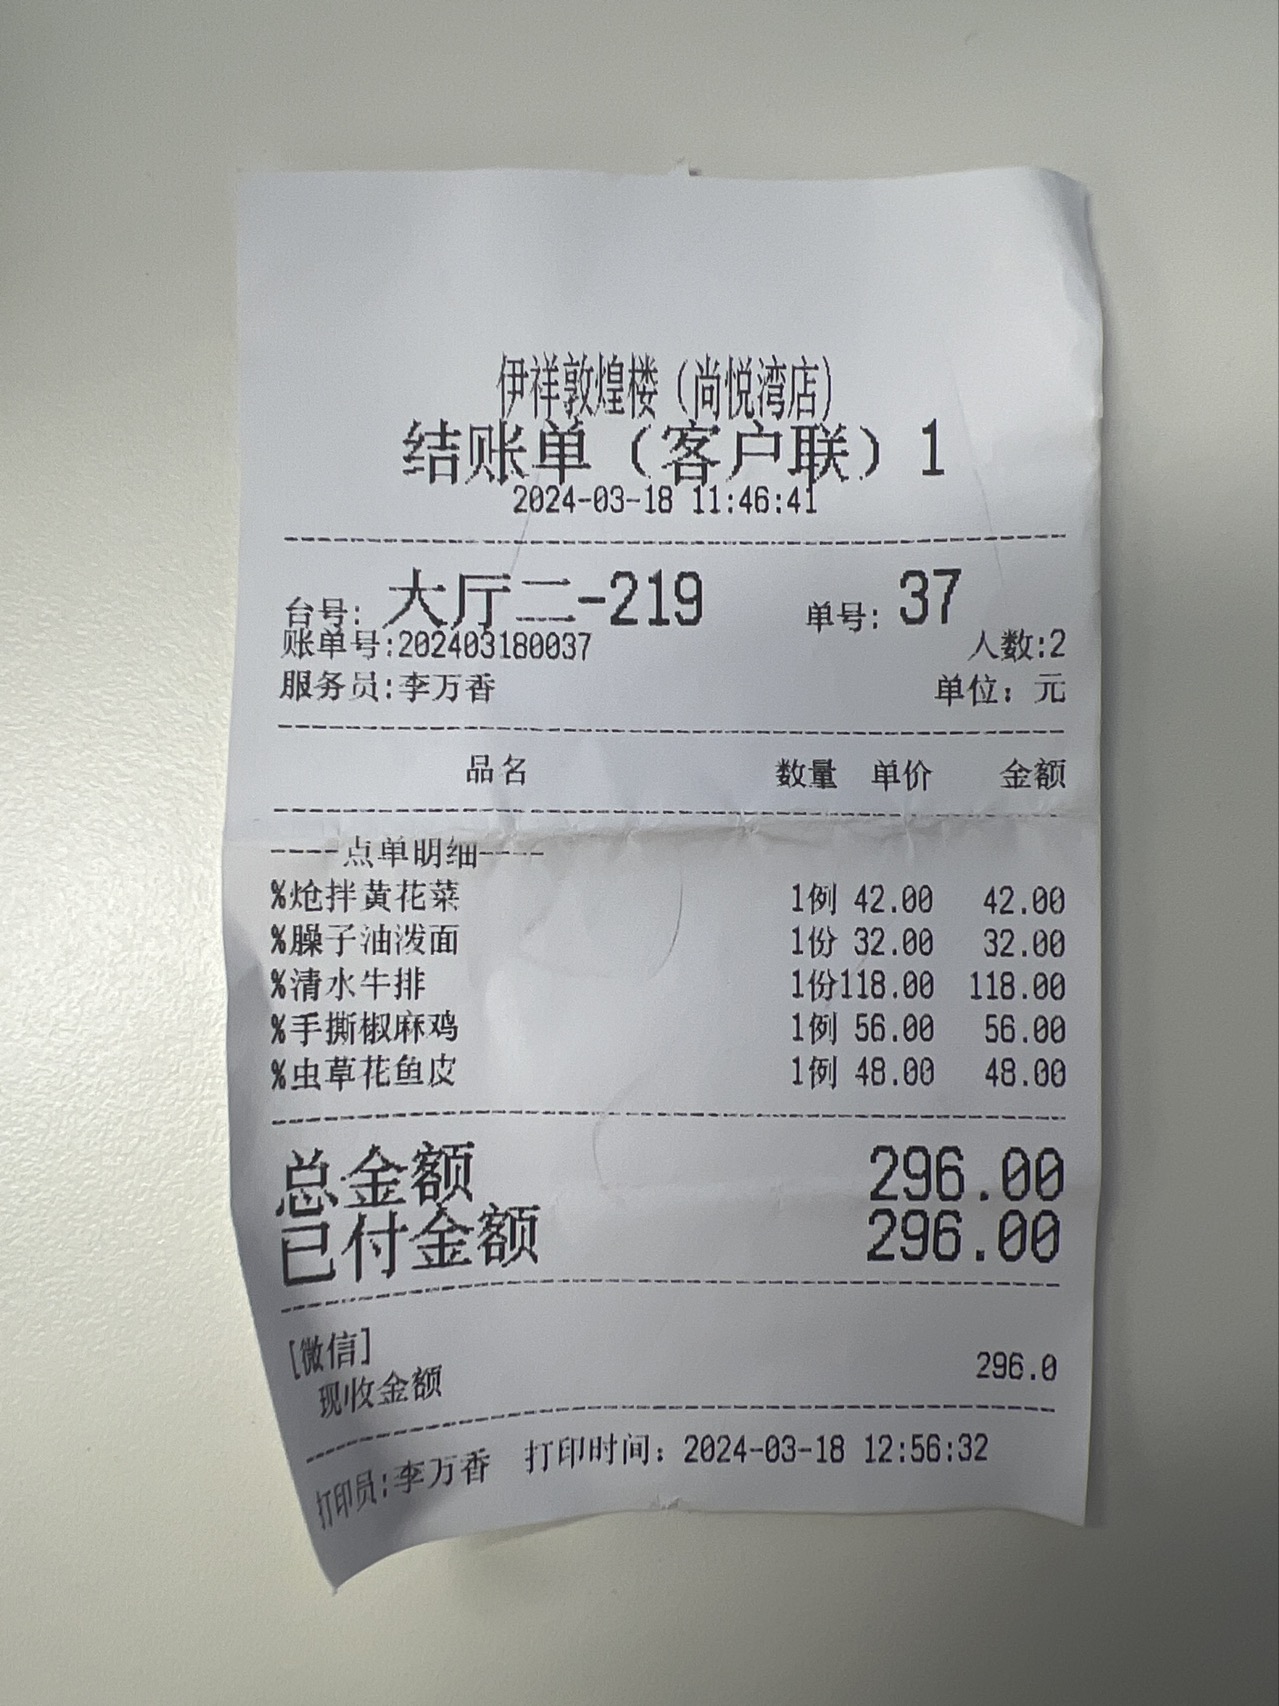 伊祥敦煌楼（尚悦湾店）
结账单（客户联）1
2024-03-18 11:46:41
台号: 大厅二-219 单号: 37
账单号:202403180037 人数:2
服务员:李万香 单位: 元
品名 数量 单价 金额
----点单明细----
%炝拌黄花菜 1例 42.00 42.00
%臊子油泼面 1份 32.00 32.00
%清水牛排 1份118.00 118.00
%手撕椒麻鸡 1例 56.00 56.00
%虫草花鱼皮 1例 48.00 48.00
总金额 296.00
已付金额 296.00
[微信]
现收金额 296.0
打印员:李万香 打印时间: 2024-03-18 12:56:32